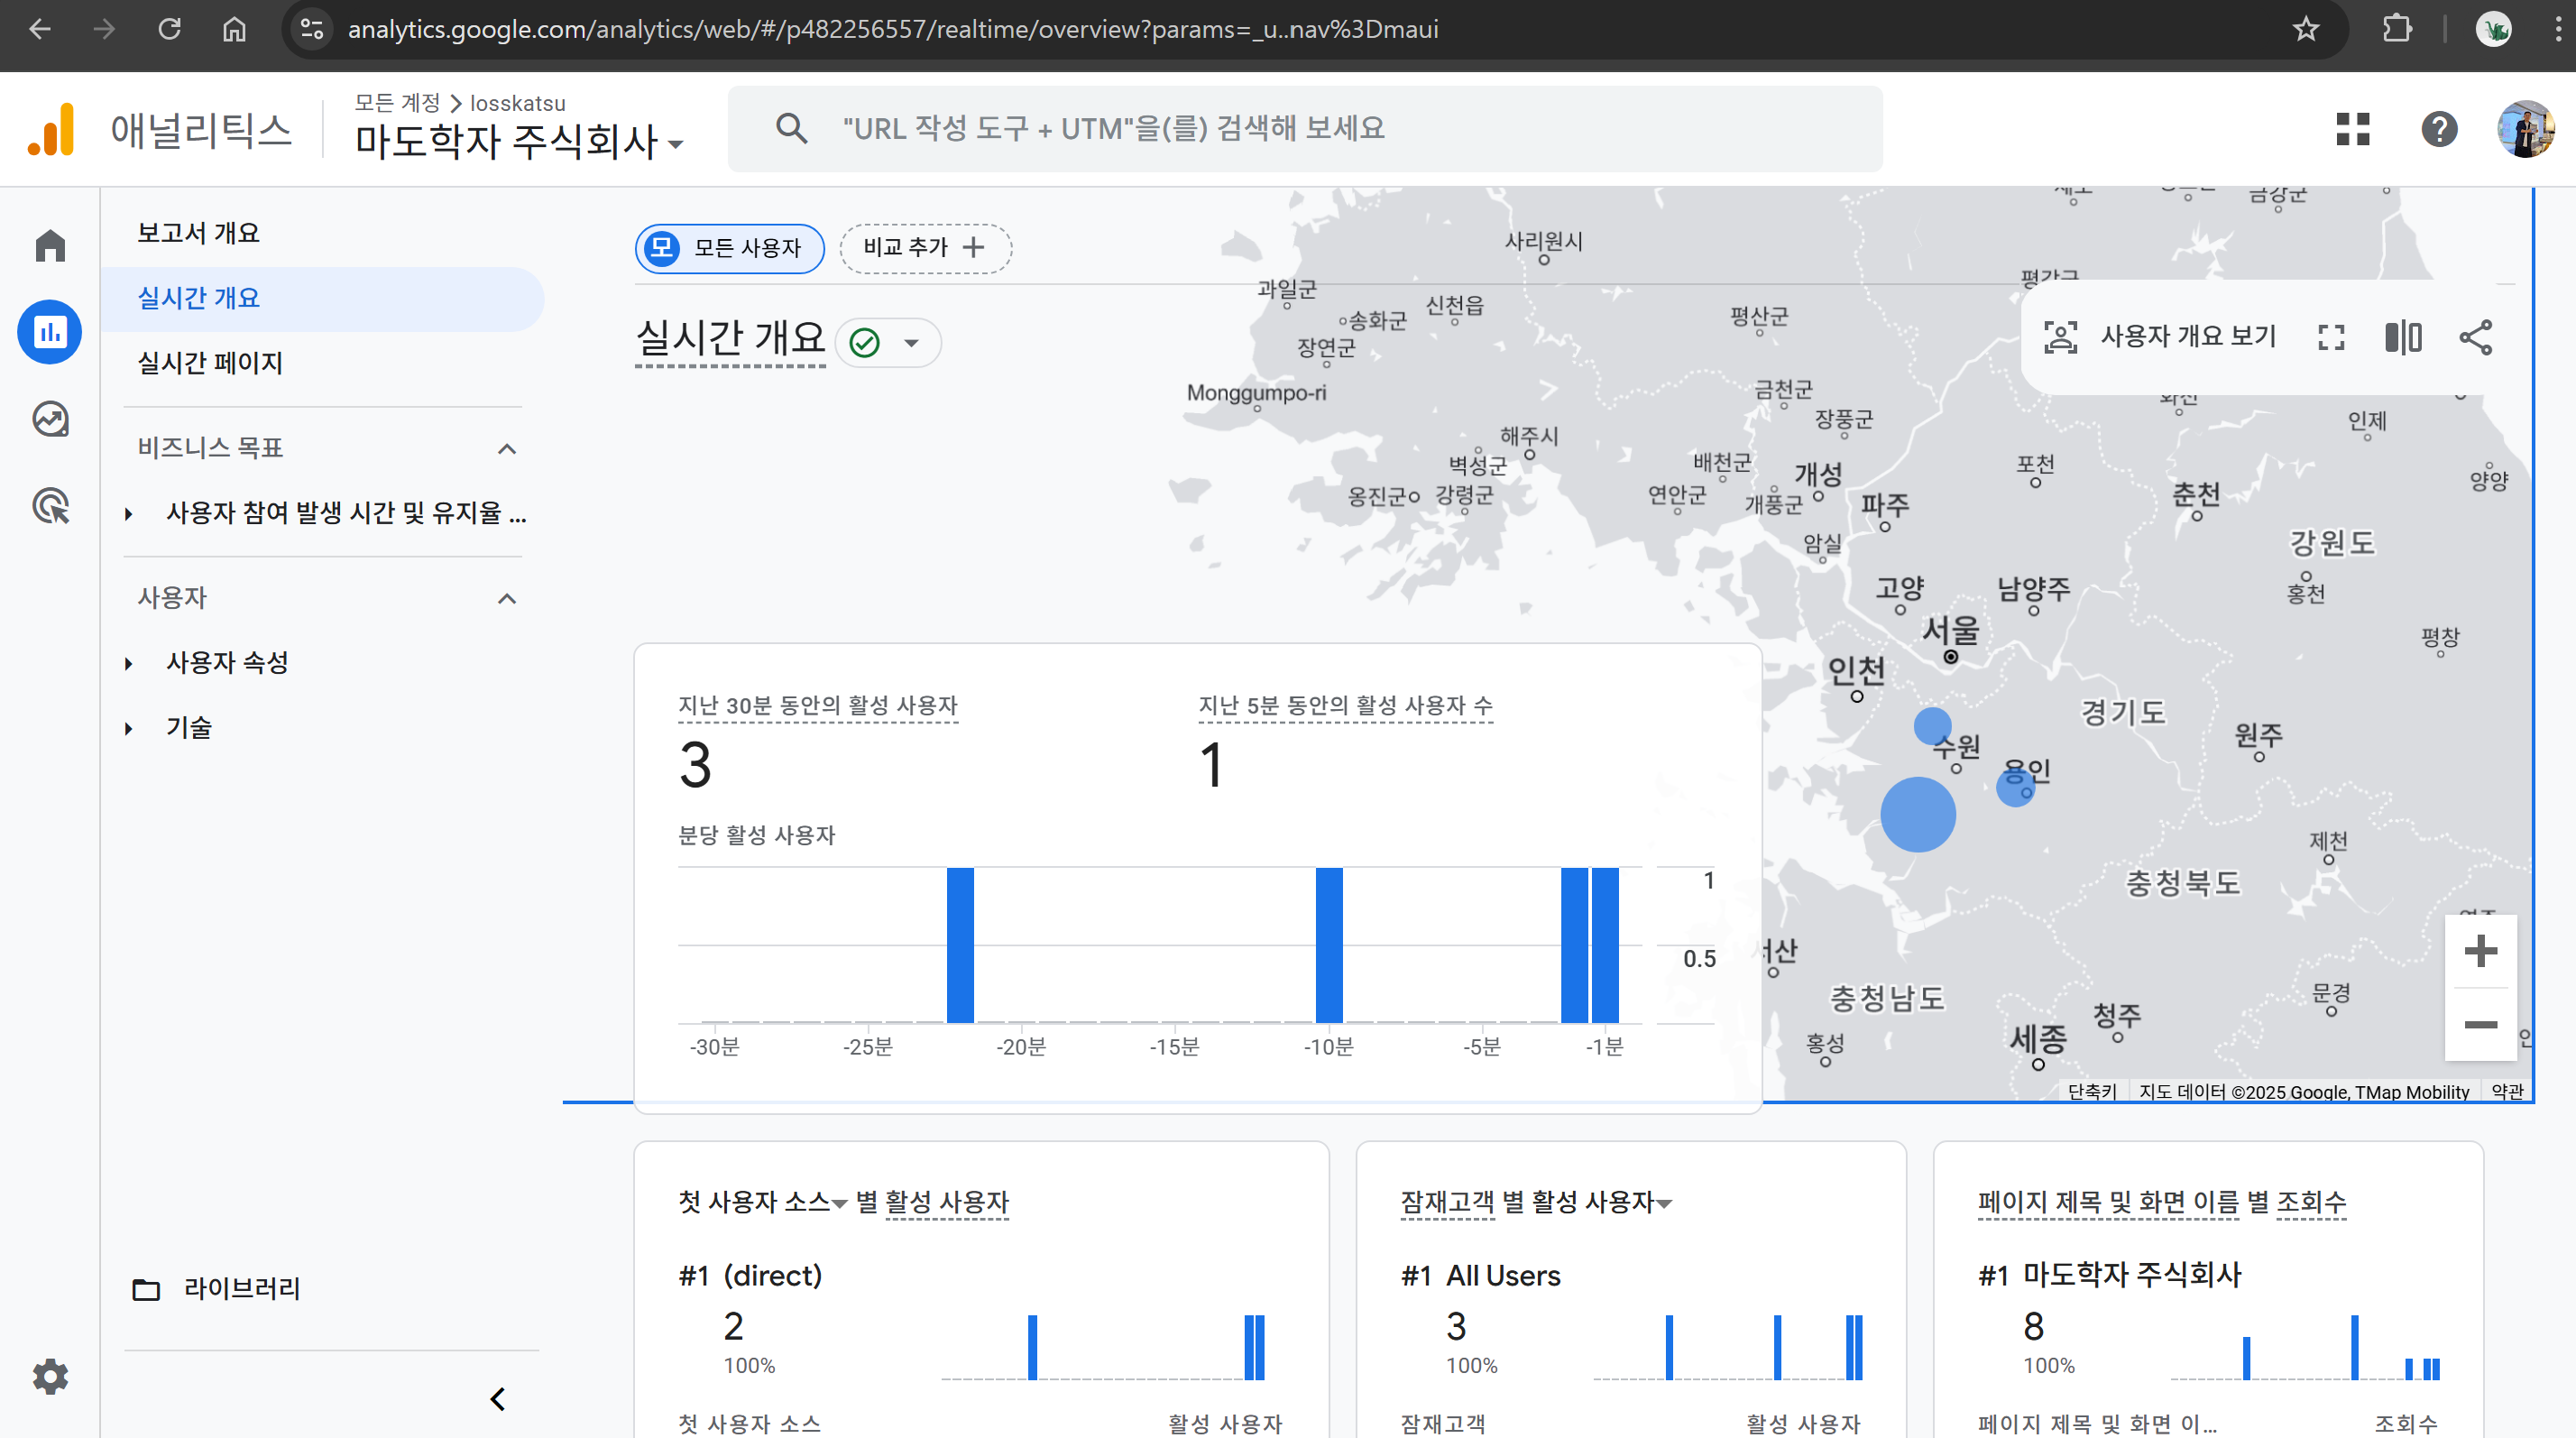 analytics.google.com/analytics/web/#/p482256557/realtime/overview?params=_u..nav%3Dmaui
애널리틱스
모든 계정 > losskatsu
마도학자 주식회사
"URL 작성 도구 + UTM"을(를) 검색해 보세요
보고서 개요
실시간 개요
실시간 페이지
비즈니스 목표
사용자 참여 발생 시간 및 유지율 ...
사용자
사용자 속성
기술
라이브러리
모 모든 사용자
비교 추가 +
실시간 개요
사용자 개요 보기
사리원시
금강군
평강군
과일군
송화군
신천읍
평산군
장연군
Monggumpo-ri
금천군
장풍군
화천
인제
해주시
벽성군
배천군
개성
포천
춘천
양양
옹진군
강령군
연안군
개풍군
파주
암실
강원도
고양
남양주
홍천
서울
평창
인천
경기도
수원
원주
용인
제천
충청북도
서산
충청남도
문경
청주
세종
홍성
단축키
지도 데이터 ©2025 Google, TMap Mobility
약관
지난 30분 동안의 활성 사용자
3
지난 5분 동안의 활성 사용자 수
1
분당 활성 사용자
1
0.5
-30분 -25분 -20분 -15분 -10분 -5분 -1분
첫 사용자 소스 별 활성 사용자
#1 (direct)
2
100%
첫 사용자 소스 활성 사용자
잠재고객 별 활성 사용자
#1 All Users
3
100%
잠재고객 활성 사용자
페이지 제목 및 화면 이름 별 조회수
#1 마도학자 주식회사
8
100%
페이지 제목 및 화면 이... 조회수